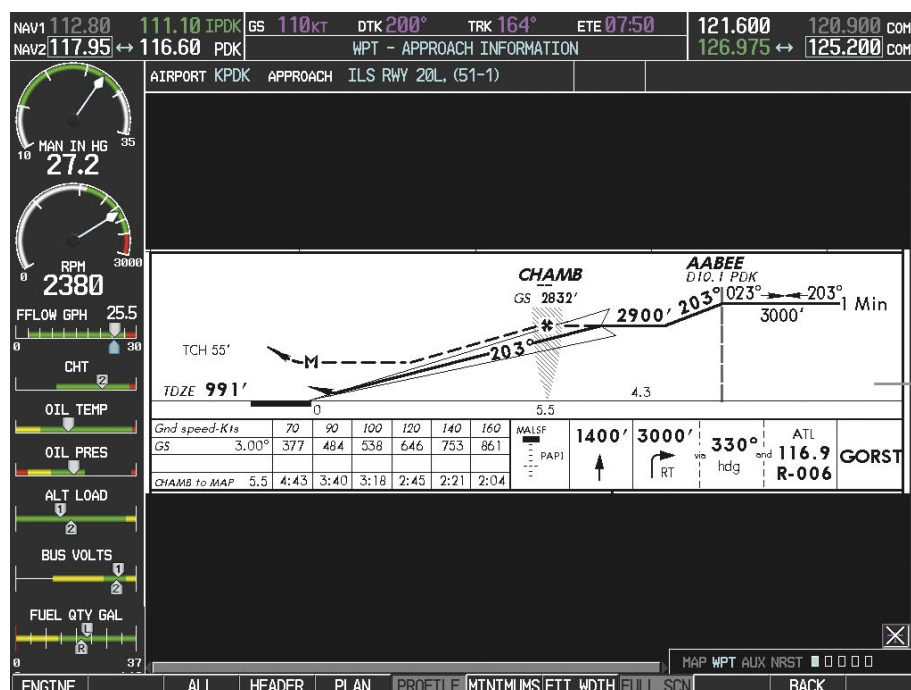 NAV1 112.80 111.10 IPDK GS 110KT DTK 200° TRK 164° ETE 07:50 121.600 120.900 COM
NAV2 117.95 ↔ 116.60 PDK WPT - APPROACH INFORMATION 126.975 ↔ 125.200 COM
AIRPORT KPDK APPROACH ILS RWY 20L, (51-1)
10 MAN IN HG 35
27.2
0 RPM 3000
2380
FFLOW GPH 25.5
0 30
CHT
2
OIL TEMP
OIL PRES
ALT LOAD
1
2
BUS VOLTS
1
2
FUEL QTY GAL
L
R
0 37
CHAMB
GS 2832'
AABEE
D10.1 PDK
2900' 203° 023° 203° 1 Min
3000'
TCH 55'
M
203°
TDZE 991'
0 5.5 4.3
Gnd speed-Kts 70 90 100 120 140 160
GS 3.00° 377 484 538 646 753 861
CHAMB to MAP 5.5 4:43 3:40 3:18 2:45 2:21 2:04
MALSF
PAPI
1400'
3000'
RT
via 330° hdg
and ATL 116.9 R-006
GORST
MAP WPT AUX NRST
ENGINE ALL HEADER PLAN PROFILE MINIMUMS FIT WDTH FULL SCN BACK